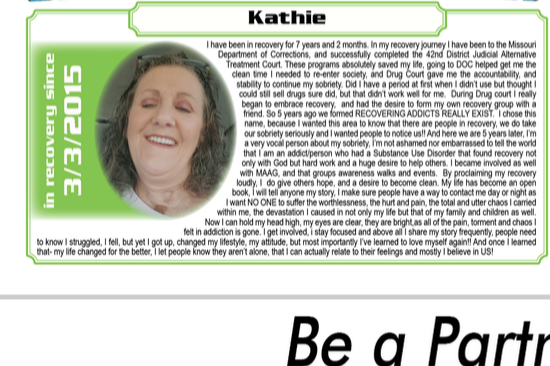 Kathie
in recovery since
3/3/2015
I have been in recovery for 7 years and 2 months. In my recovery journey I have been to the Missouri
Department of Corrections, and successfully completed the 42nd District Judicial Alternative
Treatment Court. These programs absolutely saved my life, going to DOC helped get me the
clean time I needed to re-enter society, and Drug Court gave me the accountability, and
stability to continue my sobriety. Did I have a period at first when I didn't use but thought I
could still sell drugs sure did, but that didn't work well for me. During Drug court I really
began to embrace recovery, and had the desire to form my own recovery group with a
friend. So 5 years ago we formed RECOVERING ADDICTS REALLY EXIST. I chose this
name, because I wanted this area to know that there are people in recovery, we do take
our sobriety seriously and I wanted people to notice us!! And here we are 5 years later, I'm
a very vocal person about my sobriety, I'm not ashamed nor embarrassed to tell the world
that I am an addict/person who had a Substance Use Disorder that found recovery not
only with God but hard work and a huge desire to help others. I became involved as well
with MAAG, and that groups awareness walks and events. By proclaiming my recovery
loudly, I do give others hope, and a desire to become clean. My life has become an open
book, I will tell anyone my story, I make sure people have a way to contact me day or night as
I want NO ONE to suffer the worthlessness, the hurt and pain, the total and utter chaos I carried
within me, the devastation I caused in not only my life but that of my family and children as well.
Now I can hold my head high, my eyes are clear, they are bright,as all of the pain, torment and chaos I
felt in addiction is gone. I get involved, i stay focused and above all I share my story frequently, people need
to know I struggled, I fell, but yet I got up, changed my lifestyle, my attitude, but most importantly I've learned to love myself again!! And once I learned
that- my life changed for the better, I let people know they aren't alone, that I can actually relate to their feelings and mostly I believe in US!
Be a Partn